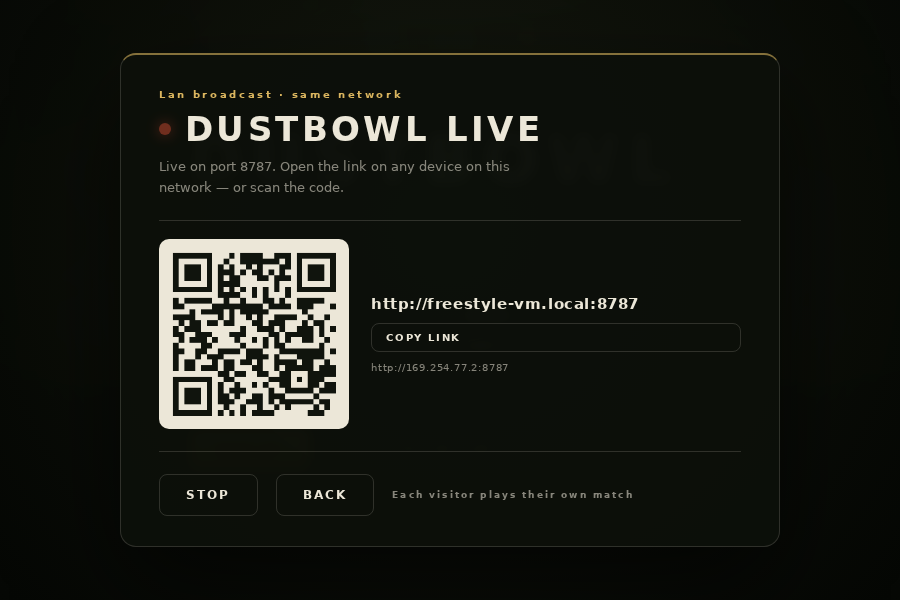 Lan broadcast · same network
DUSTBOWL LIVE
Live on port 8787. Open the link on any device on this
network — or scan the code.
http://freestyle-vm.local:8787
COPY LINK
http://169.254.77.2:8787
STOP
BACK
Each visitor plays their own match